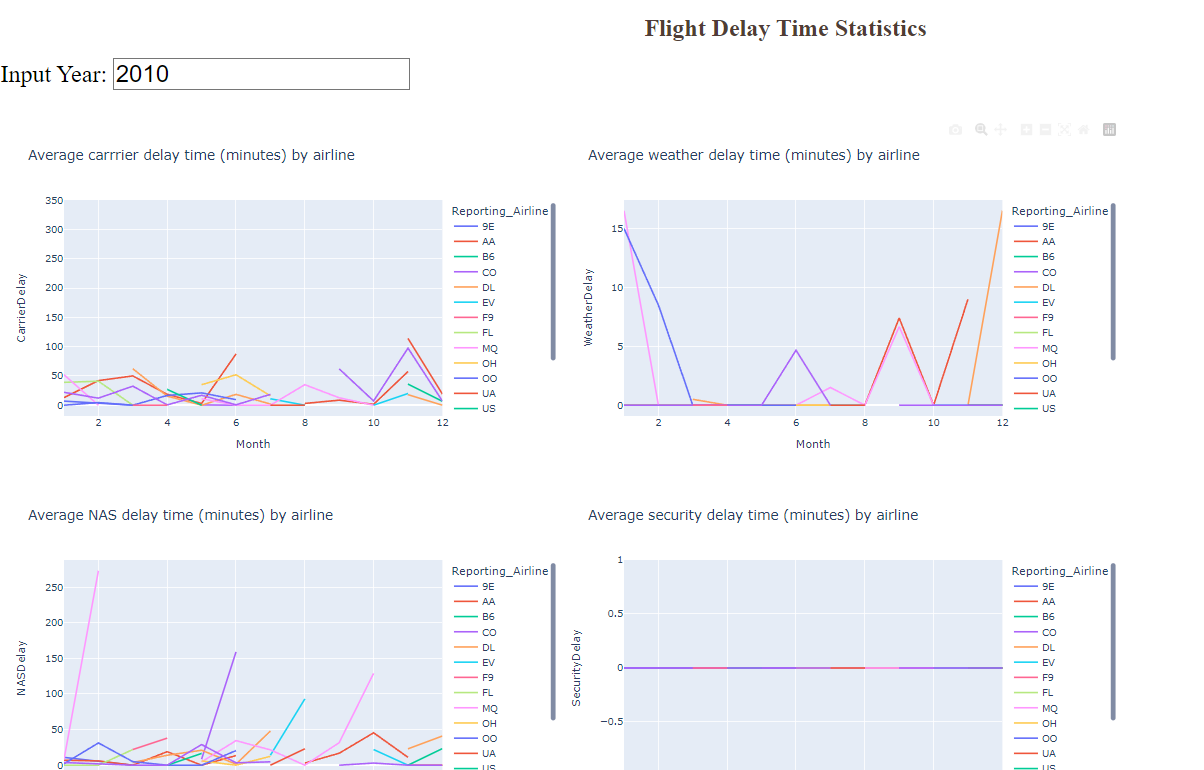 Flight Delay Time Statistics
Input Year: 2010
Average carrrier delay time (minutes) by airline
350
300
250
200
150
100
50
0
CarrierDelay
2 4 6 8 10 12
Month
Reporting_Airline
9E
AA
B6
CO
DL
EV
F9
FL
MQ
OH
OO
UA
US
Average weather delay time (minutes) by airline
15
10
5
0
WeatherDelay
2 4 6 8 10 12
Month
Reporting_Airline
9E
AA
B6
CO
DL
EV
F9
FL
MQ
OH
OO
UA
US
Average NAS delay time (minutes) by airline
250
200
150
100
50
0
NASDelay
Reporting_Airline
9E
AA
B6
CO
DL
EV
F9
FL
MQ
OH
OO
UA
US
Average security delay time (minutes) by airline
1
0.5
0
−0.5
SecurityDelay
Reporting_Airline
9E
AA
B6
CO
DL
EV
F9
FL
MQ
OH
OO
UA
US